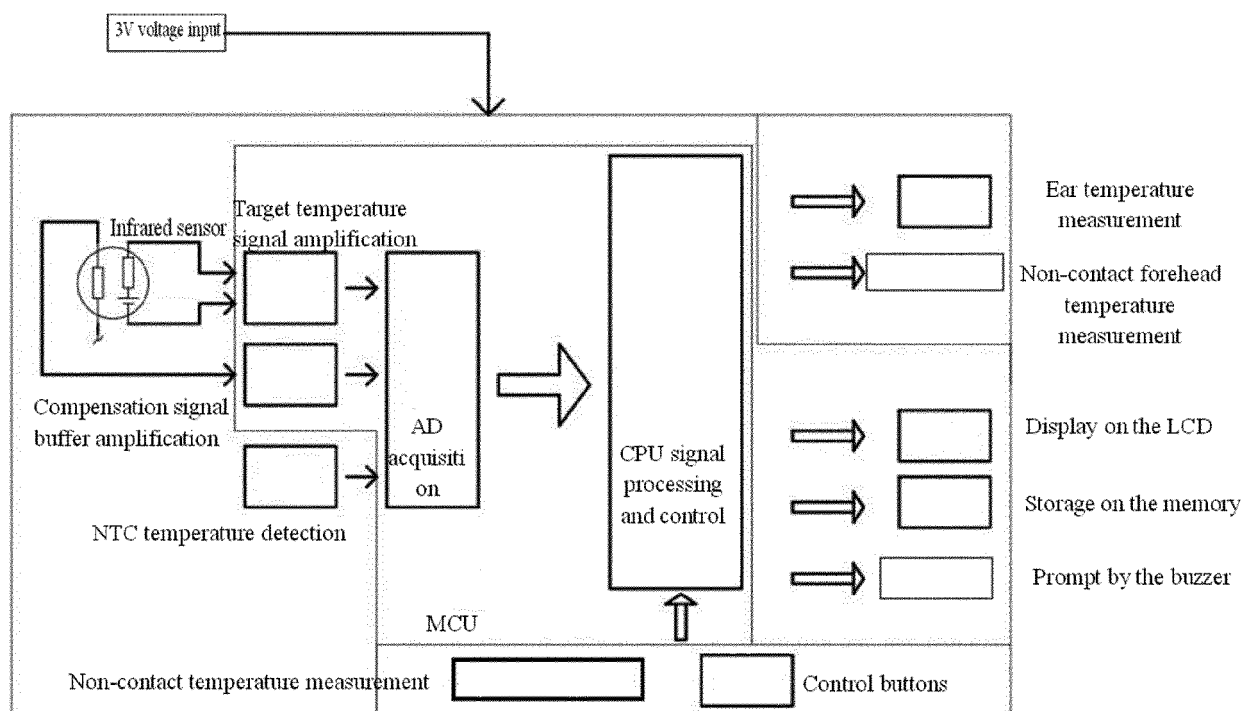 3V voltage input
Infrared sensor
Target temperature
signal amplification
Compensation signal
buffer amplification
NTC temperature detection
AD
acquisiti
on
CPU signal
processing
and control
MCU
Ear temperature
measurement
Non-contact forehead
temperature
measurement
Display on the LCD
Storage on the memory
Prompt by the buzzer
Non-contact temperature measurement
Control buttons